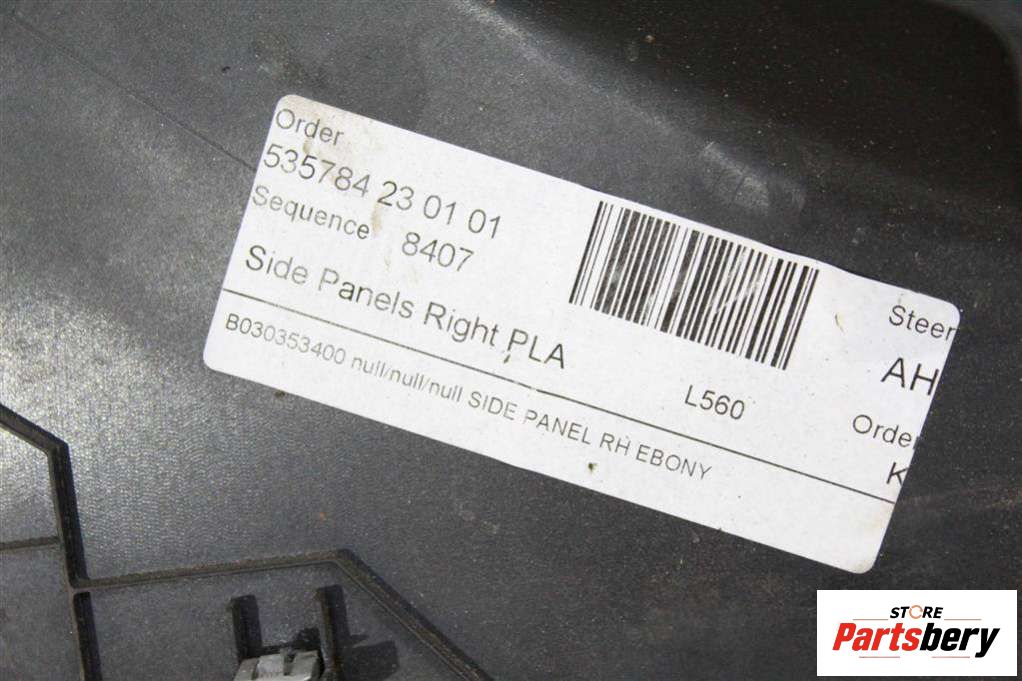 Order
535784 23 01 01
Sequence 8407
Side Panels Right PLA
L560
B030353400 null/null/null SIDE PANEL RH EBONY
Steer
AH
Order
K
STORE
Partsbery